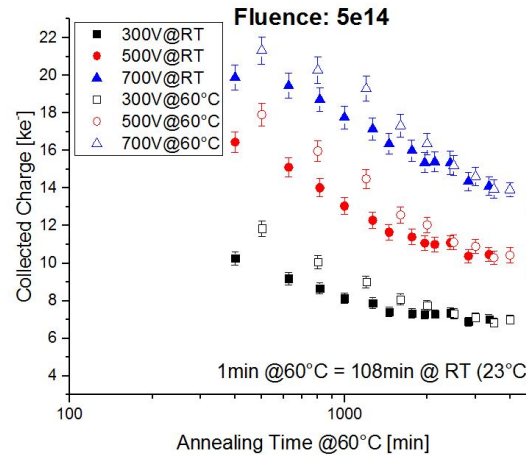 Fluence: 5e14
300V@RT
500V@RT
700V@RT
300V@60°C
500V@60°C
700V@60°C
22
20
18
16
14
12
10
8
6
4
Collected Charge [ke-]
1min @60°C = 108min @ RT (23°C
100
1000
Annealing Time @60°C [min]